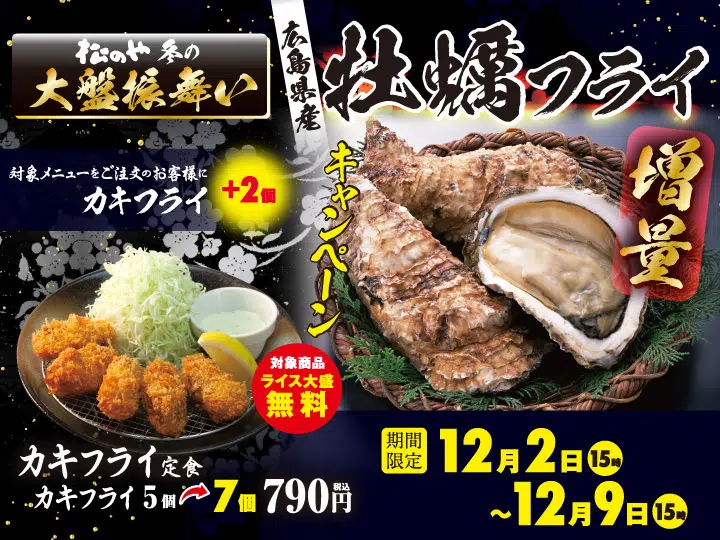 松のや 冬の
大盤振舞い
広島県産
牡蠣フライ
増量
キャンペーン
対象メニューをご注文のお客様に
カキフライ
+2個
対象商品
ライス大盛
無料
カキフライ定食
カキフライ5個 7個 790円 税込
期間
限定
12月2日15時
～12月9日15時